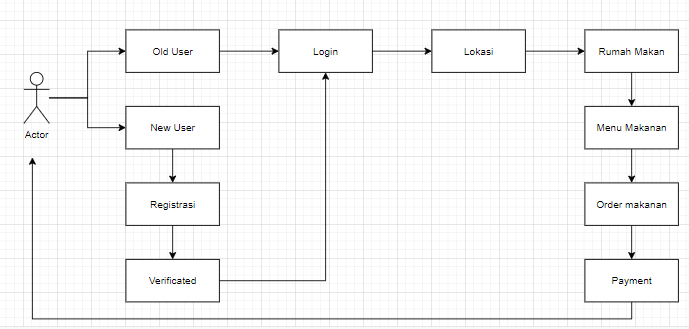 Old User
Login
Lokasi
Rumah Makan
Actor
New User
Menu Makanan
Registrasi
Order makanan
Verificated
Payment